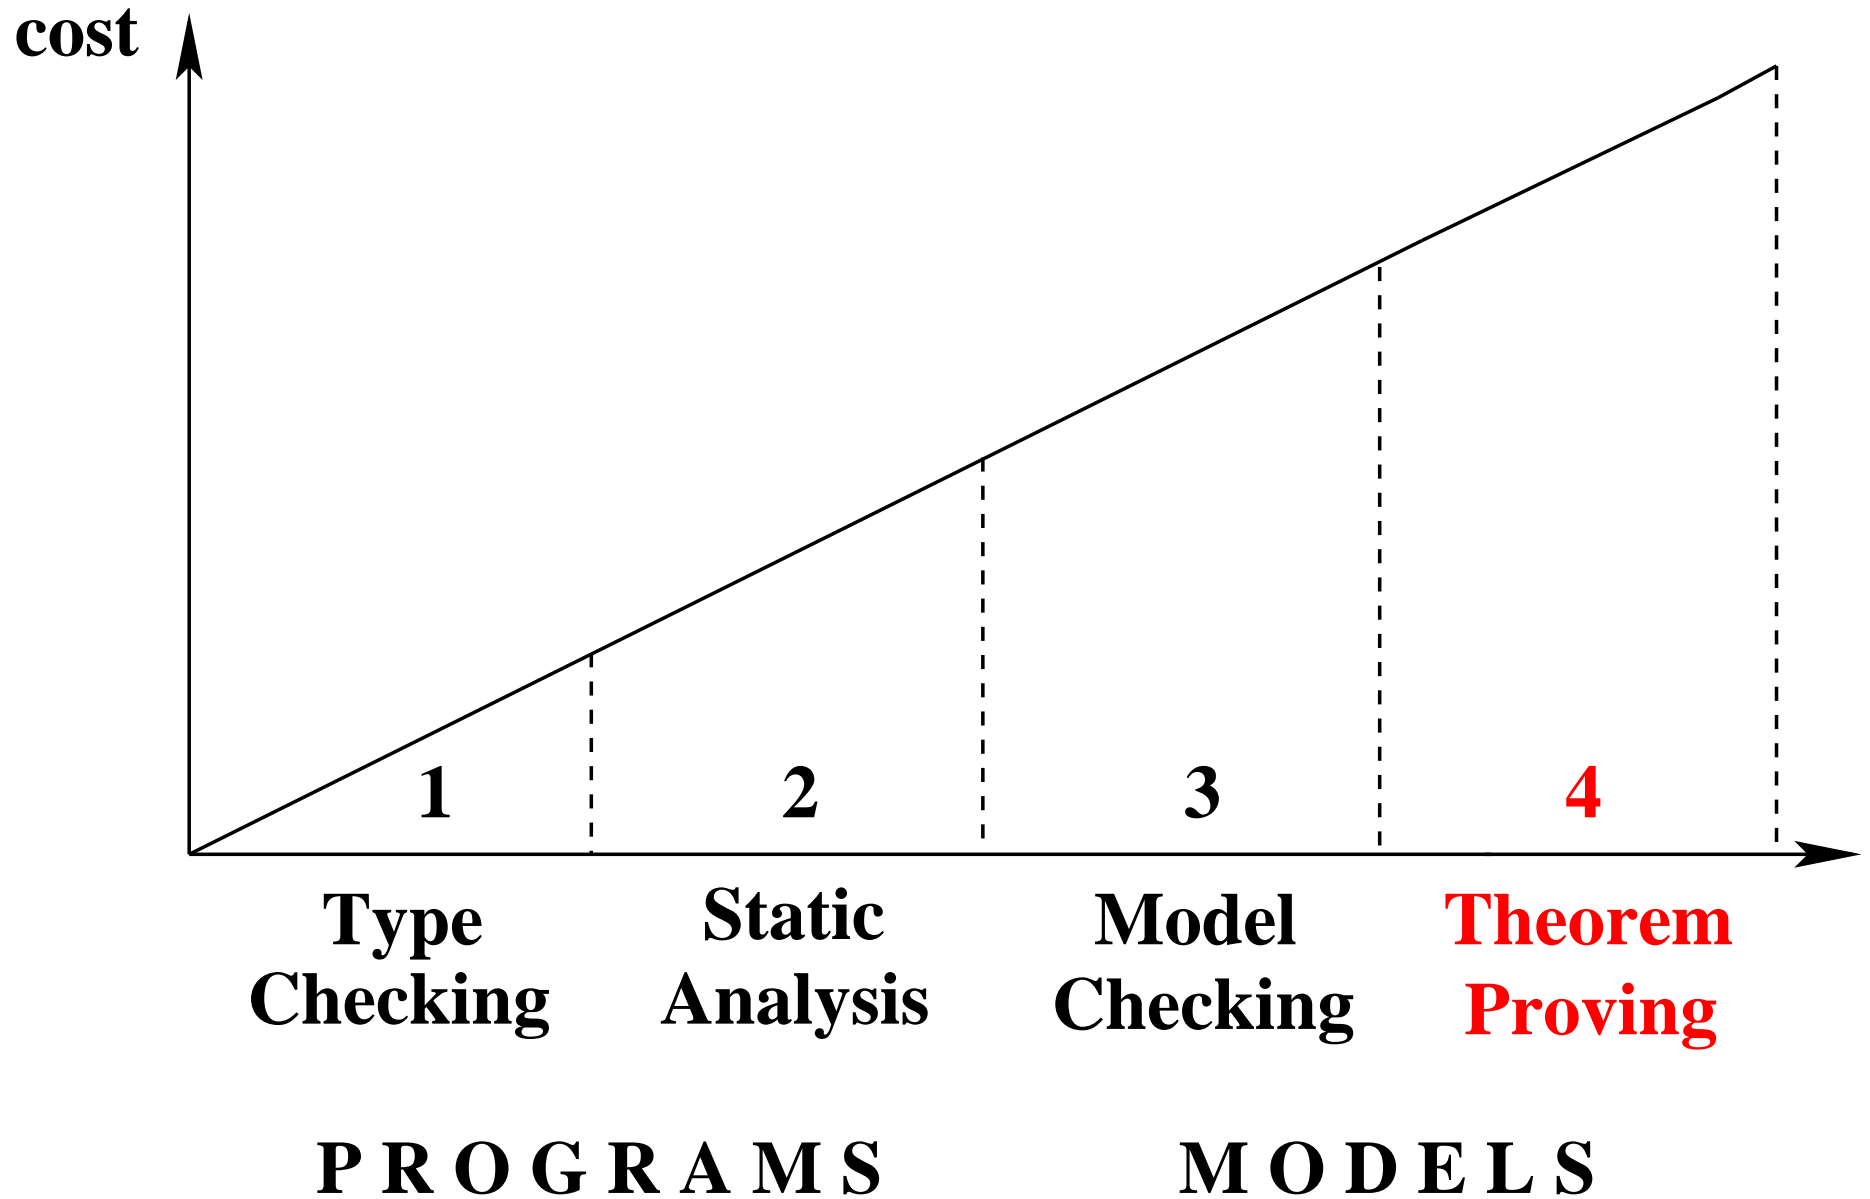 cost
1
2
3
4
Type
Checking
Static
Analysis
Model
Checking
Theorem
Proving
P R O G R A M S
M O D E L S